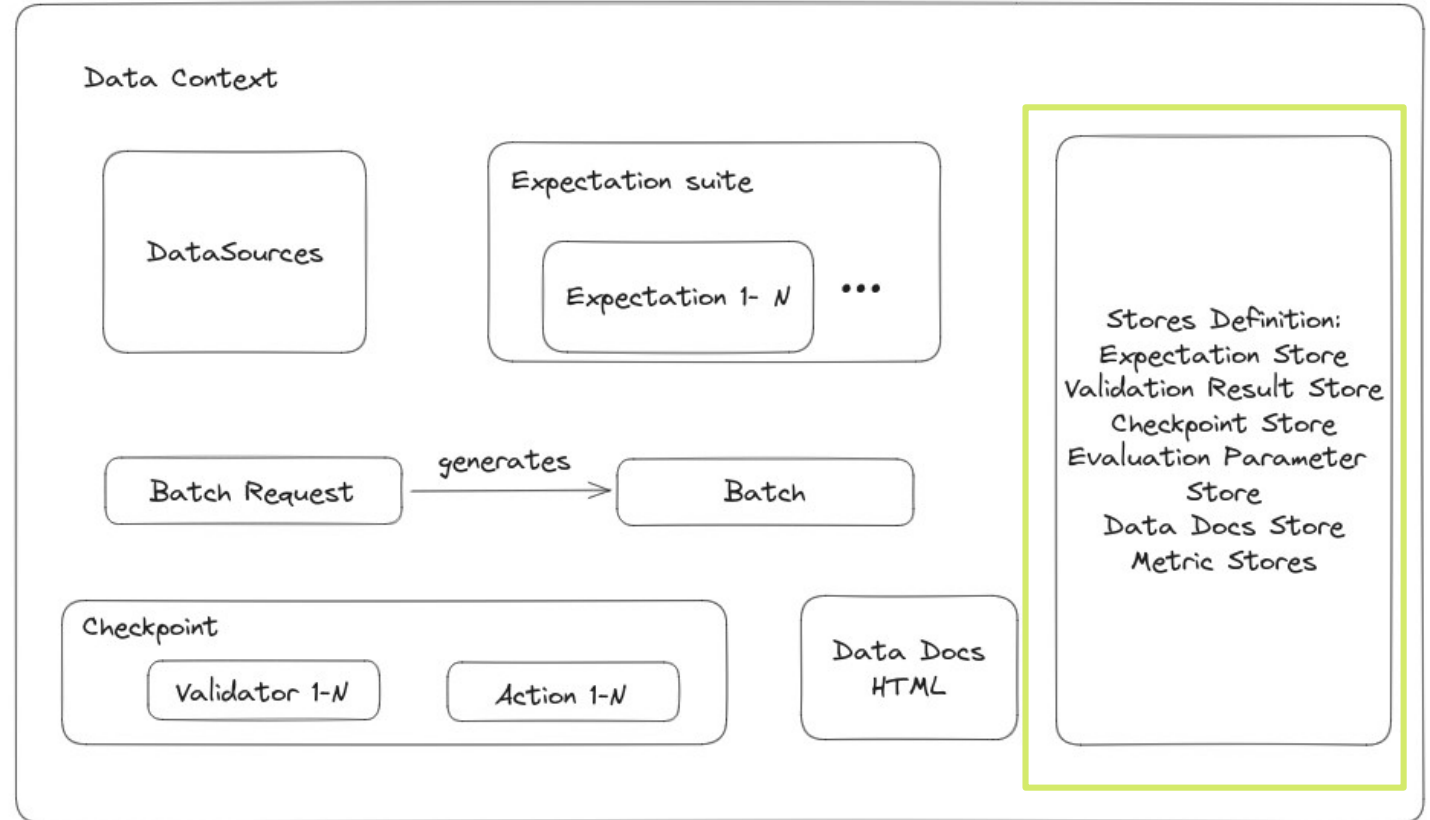 Data Context
DataSources
Expectation suite
Expectation 1- N
...
Batch Request
generates
Batch
Checkpoint
Validator 1-N
Action 1-N
Data Docs
HTML
Stores Definition:
Expectation Store
Validation Result Store
Checkpoint Store
Evaluation Parameter
Store
Data Docs Store
Metric Stores